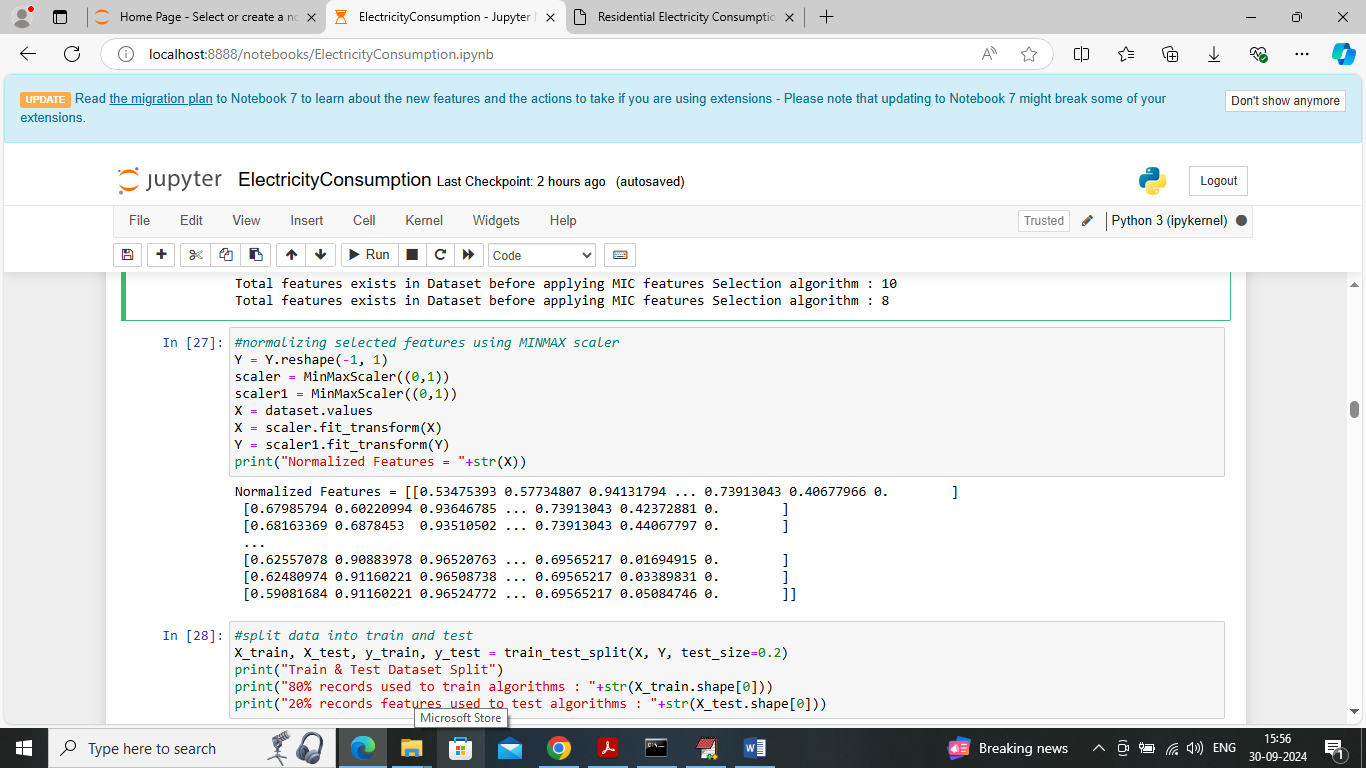 Home Page - Select or create a no
ElectricityConsumption - Jupyter
Residential Electricity Consumptio
localhost:8888/notebooks/ElectricityConsumption.ipynb
UPDATE Read the migration plan to Notebook 7 to learn about the new features and the actions to take if you are using extensions - Please note that updating to Notebook 7 might break some of your
extensions.
Don't show anymore
jupyter ElectricityConsumption Last Checkpoint: 2 hours ago (autosaved)
Logout
File Edit View Insert Cell Kernel Widgets Help
Trusted Python 3 (ipykernel)
Run Code
Total features exists in Dataset before applying MIC features Selection algorithm : 10
Total features exists in Dataset before applying MIC features Selection algorithm : 8
In [27]: #normalizing selected features using MINMAX scaler
Y = Y.reshape(-1, 1)
scaler = MinMaxScaler((0,1))
scaler1 = MinMaxScaler((0,1))
X = dataset.values
X = scaler.fit_transform(X)
Y = scaler1.fit_transform(Y)
print("Normalized Features = "+str(X))
Normalized Features = [[0.53475393 0.57734807 0.94131794 ... 0.73913043 0.40677966 0.        ]
[0.67985794 0.60220994 0.93646785 ... 0.73913043 0.42372881 0.        ]
[0.68163369 0.6878453  0.93510502 ... 0.73913043 0.44067797 0.        ]
...
[0.62557078 0.90883978 0.96520763 ... 0.69565217 0.01694915 0.        ]
[0.62480974 0.91160221 0.96508738 ... 0.69565217 0.03389831 0.        ]
[0.59081684 0.91160221 0.96524772 ... 0.69565217 0.05084746 0.        ]]
In [28]: #split data into train and test
X_train, X_test, y_train, y_test = train_test_split(X, Y, test_size=0.2)
print("Train & Test Dataset Split")
print("80% records used to train algorithms : "+str(X_train.shape[0]))
print("20% records features used to test algorithms : "+str(X_test.shape[0]))
Microsoft Store
Type here to search
Breaking news
ENG
15:56
30-09-2024
1